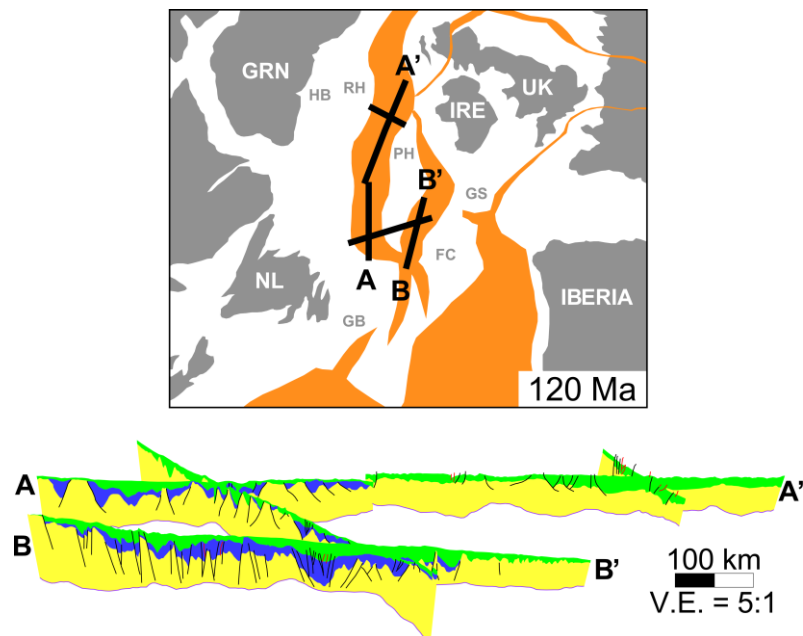 GRN
A'
UK
HB
RH
IRE
PH
B'
GS
NL
FC
A
B
IBERIA
GB
120 Ma
A
A'
B
B'
100 km
V.E. = 5:1